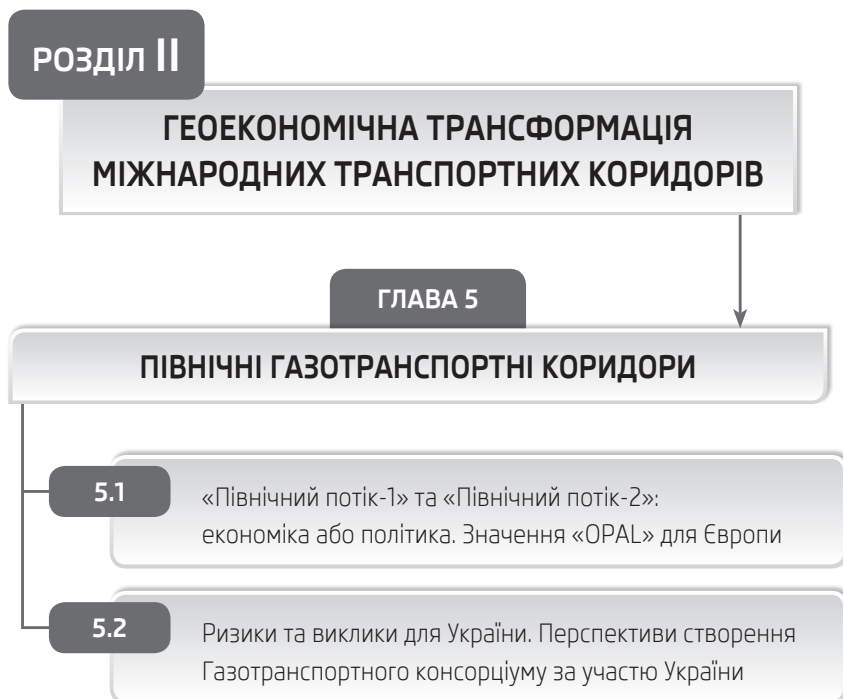 РОЗДІЛ II
ГЕОЕКОНОМІЧНА ТРАНСФОРМАЦІЯ
МІЖНАРОДНИХ ТРАНСПОРТНИХ КОРИДОРІВ
ГЛАВА 5
ПІВНІЧНІ ГАЗОТРАНСПОРТНІ КОРИДОРИ
5.1
«Північний потік-1» та «Північний потік-2»:
економіка або політика. Значення «OPAL» для Європи
5.2
Ризики та виклики для України. Перспективи створення
Газотранспортного консорціуму за участю України